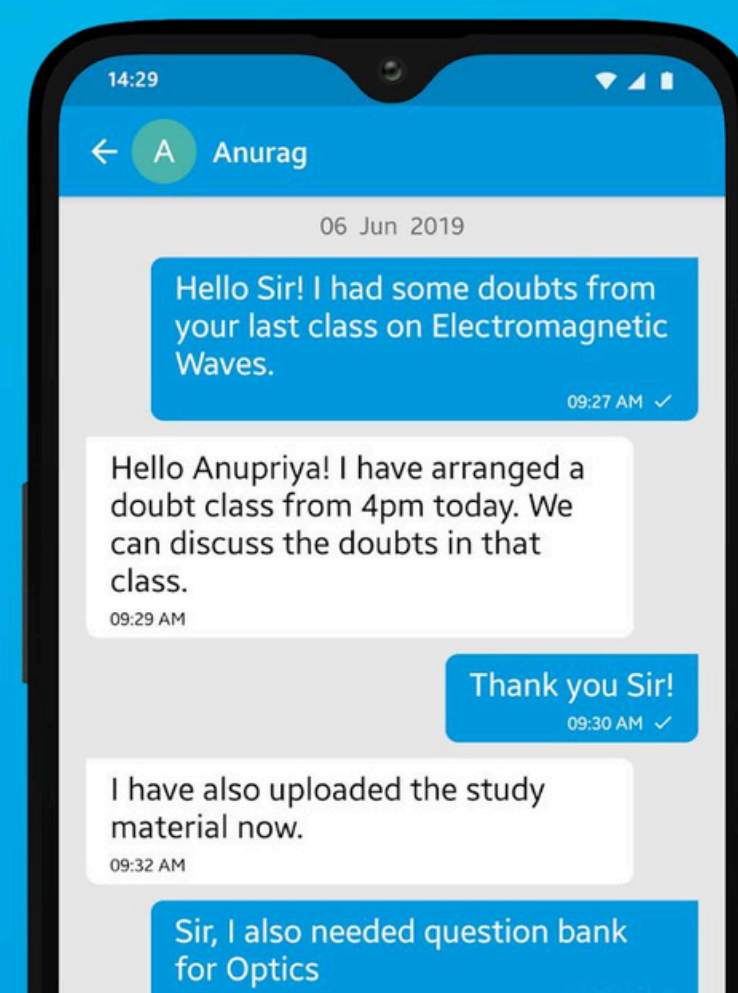 14:29
A Anurag
06 Jun 2019
Hello Sir! I had some doubts from
your last class on Electromagnetic
Waves.
09:27 AM
Hello Anupriya! I have arranged a
doubt class from 4pm today. We
can discuss the doubts in that
class.
09:29 AM
Thank you Sir!
09:30 AM
I have also uploaded the study
material now.
09:32 AM
Sir, I also needed question bank
for Optics